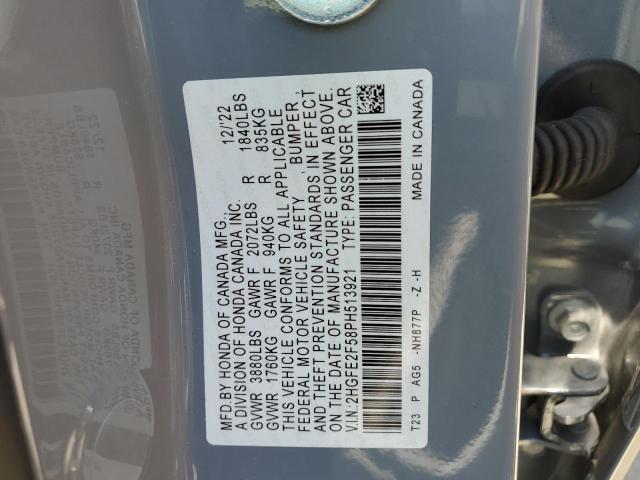 MFD.BY HONDA OF CANADA MFG., 12/'22
A DIVISION OF HONDA CANADA INC.
GVWR 3880LBS GAWR F 2072LBS R 1840LBS
GVWR 1760KG GAWR F 940KG R 835KG
THIS VEHICLE CONFORMS TO ALL APPLICABLE
FEDERAL MOTOR VEHICLE SAFETY, BUMPER,
AND THEFT PREVENTION STANDARDS IN EFFECT
ON THE DATE OF MANUFACTURE SHOWN ABOVE.
V.I.N. 2HGFE2F58PH513921 TYPE: PASSENGER CAR
T23 P AG5 -NH877P -Z -H MADE IN CANADA